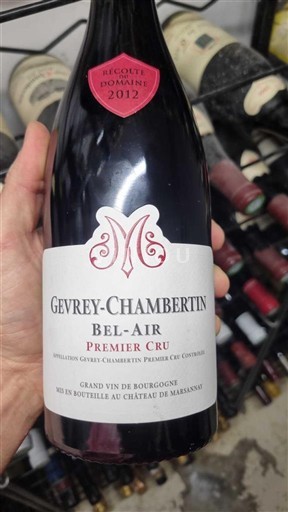 RÉCOLTE
DU
DOMAINE
2012
M
GEVREY-CHAMBERTIN
BEL-AIR
PREMIER CRU
APPELLATION GEVREY-CHAMBERTIN PREMIER CRU CONTRÔLÉE
GRAND VIN DE BOURGOGNE
MIS EN BOUTEILLE AU CHÂTEAU DE MARSANNAY